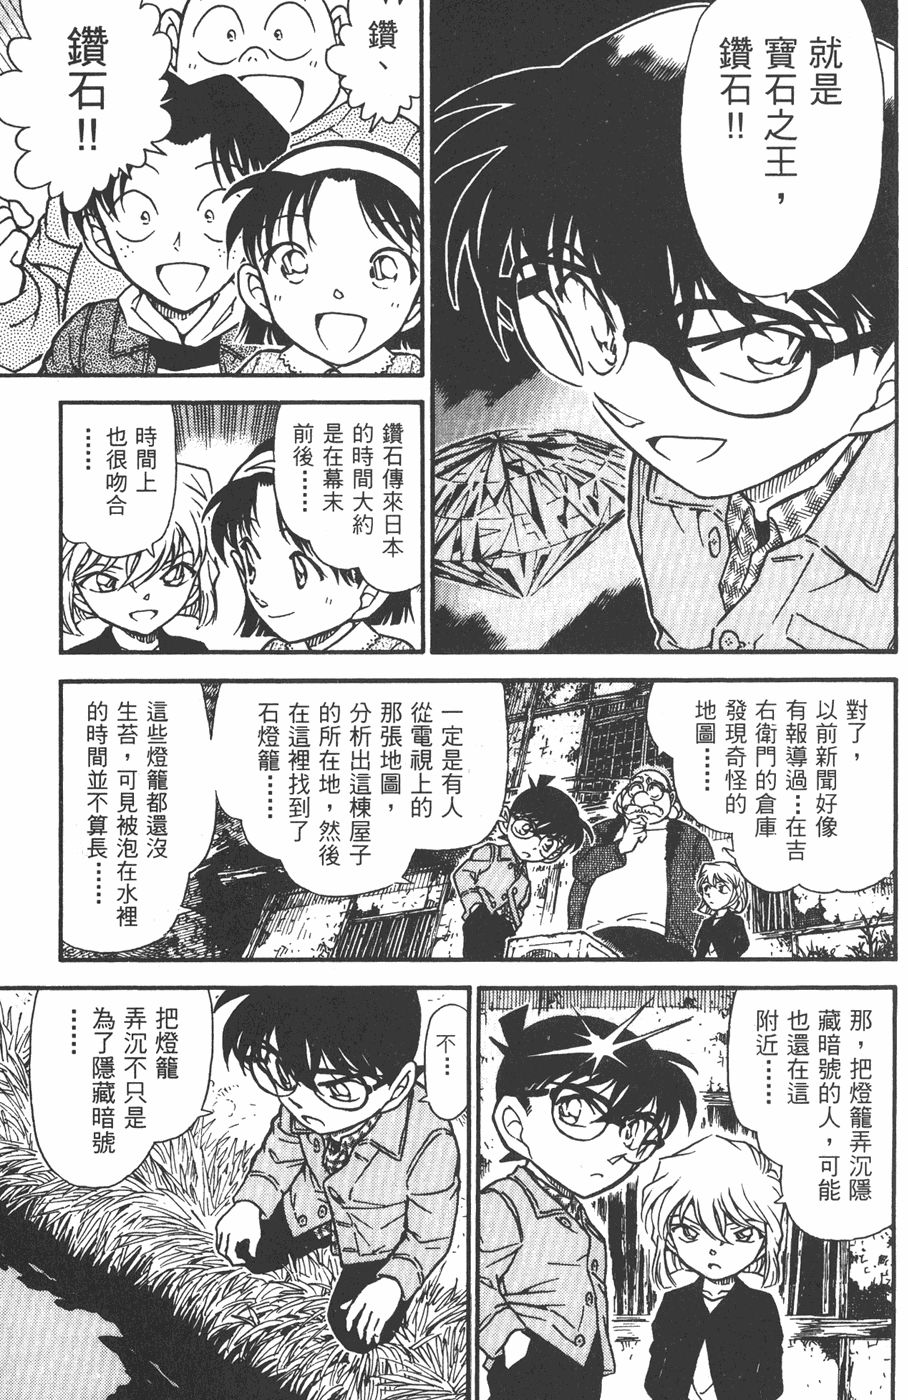 就是
寶石之王，
鑽石!!
鑽、
鑽石!!
鑽石傳來日本
的時間大約
是在幕末
前後……
時間上
也很吻合
……
對了，
以前新聞好像
有報導過…在吉
右衛門的倉庫
發現奇怪的
地圖……
一定是有人
從電視上的
那張地圖，
分析出這棟屋子
的所在地，然後
在這裡找到了
石燈籠……
這些燈籠都還沒
生苔，可見被泡在水裡
的時間並不算長……
那，把燈籠弄沉隱
藏暗號的人，可能
也還在這
附近……
不…
把燈籠
弄沉不只是
為了隱藏暗號
……